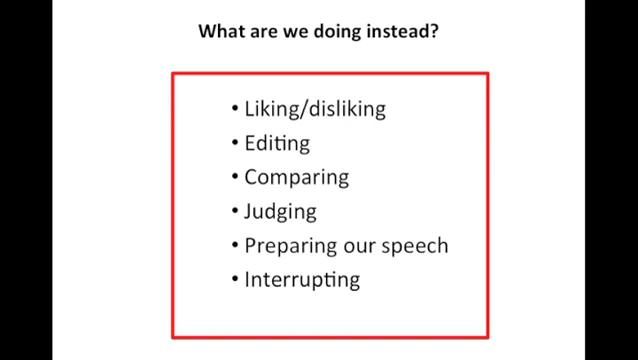 What are we doing instead?
• Liking/disliking
• Editing
• Comparing
• Judging
• Preparing our speech
• Interrupting